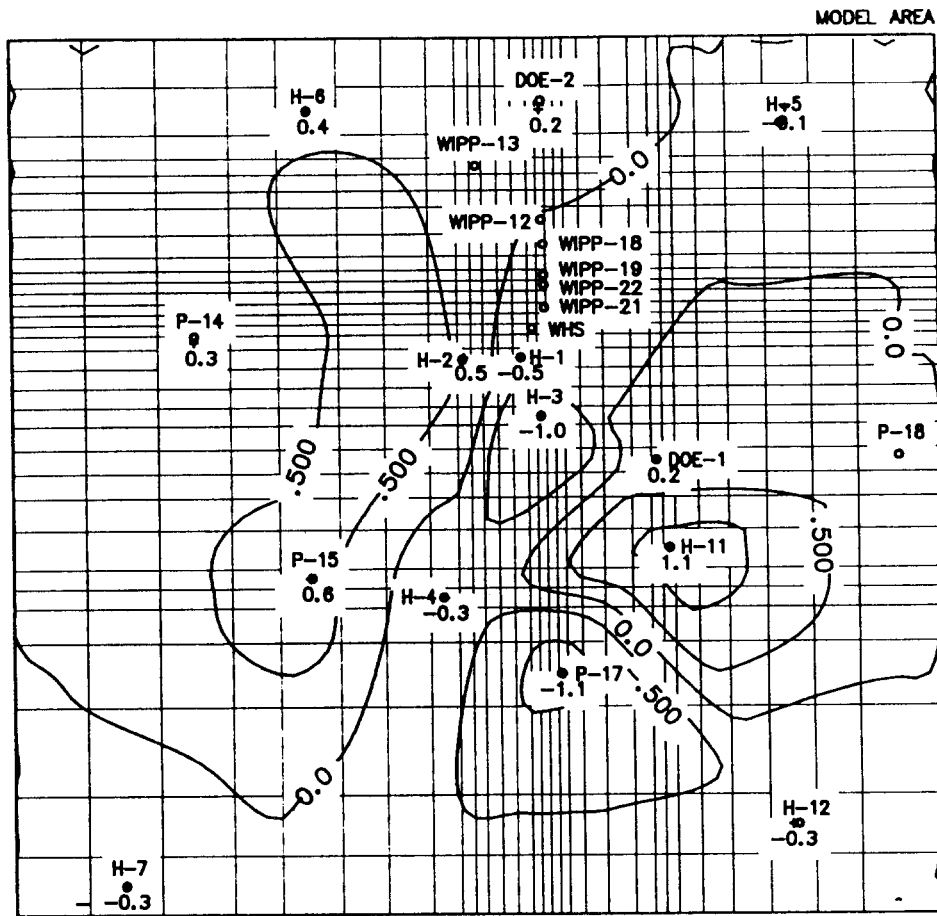 MODEL AREA
DOE-2
0.2
H-6
0.4
H-5
-0.1
WIPP-13
0.0
WIPP-12
WIPP-18
WIPP-19
WIPP-22
WIPP-21
WHS
P-14
0.3
0.0
H-2
0.5
H-1
-0.5
H-3
-1.0
P-18
.500
.500
DOE-1
0.2
H-11
1.1
.500
P-15
0.6
H-4
-0.3
0.0
P-17
-1.1
-.500
0.0
H-12
-0.3
H-7
-0.3